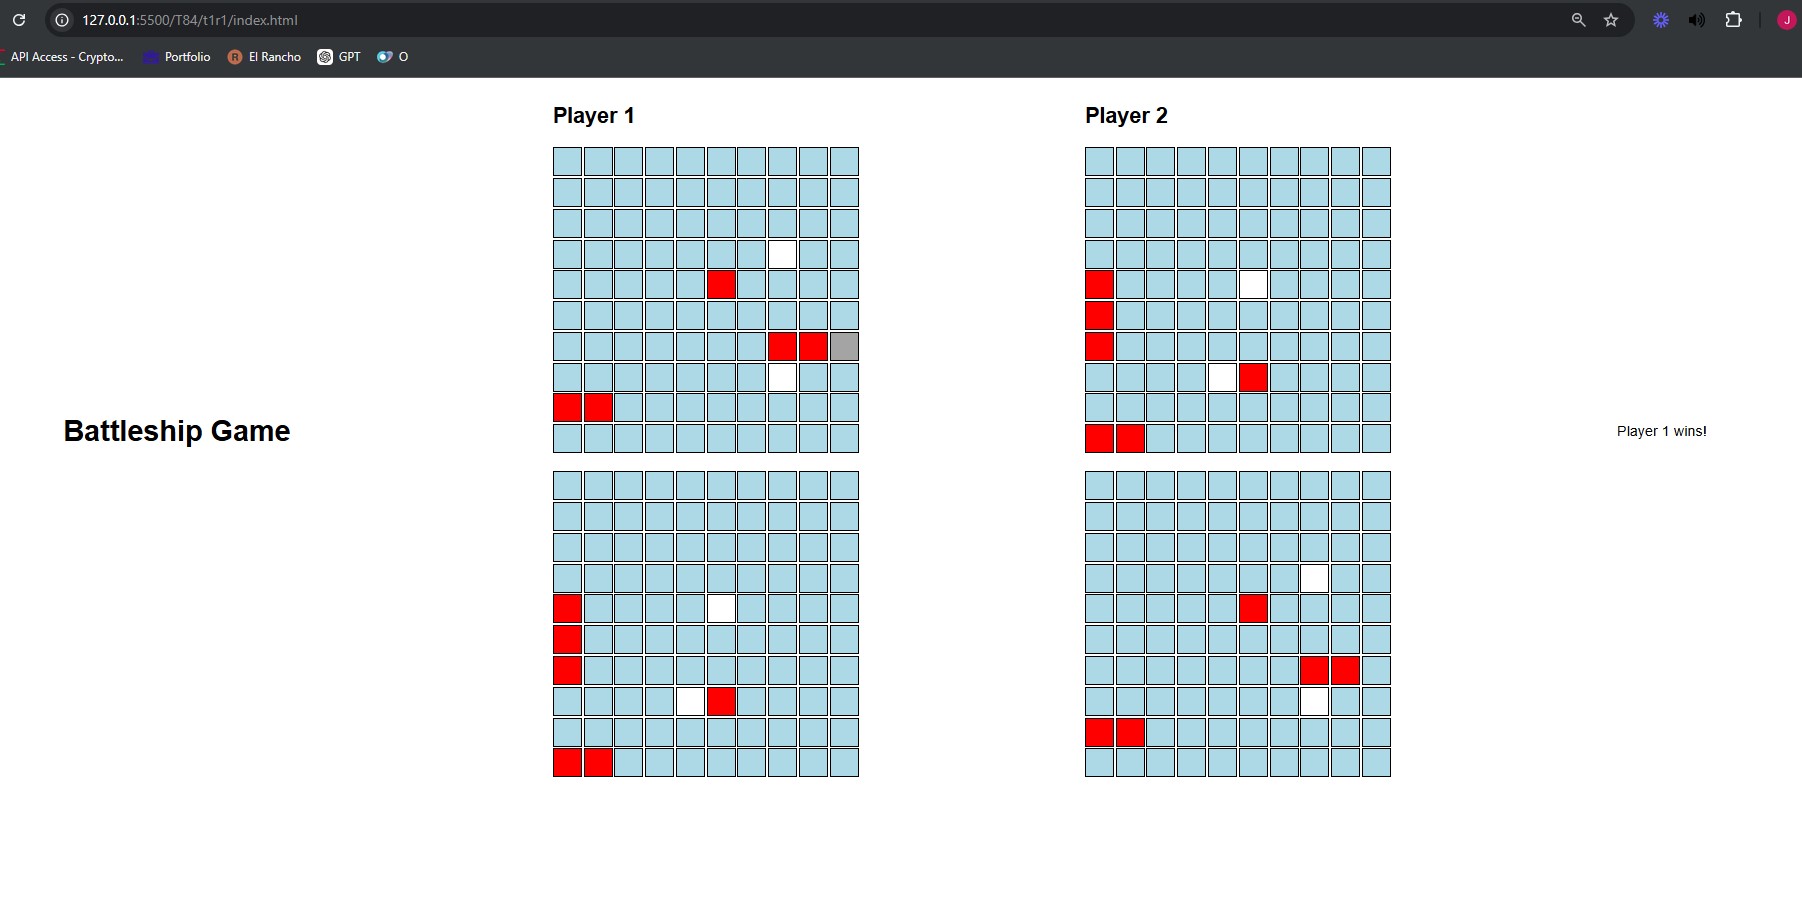 127.0.0.1:5500/T84/t1r1/index.html
J
API Access - Crypto...
Portfolio
R
El Rancho
GPT
O
Player 1
Player 2
Battleship Game
Player 1 wins!